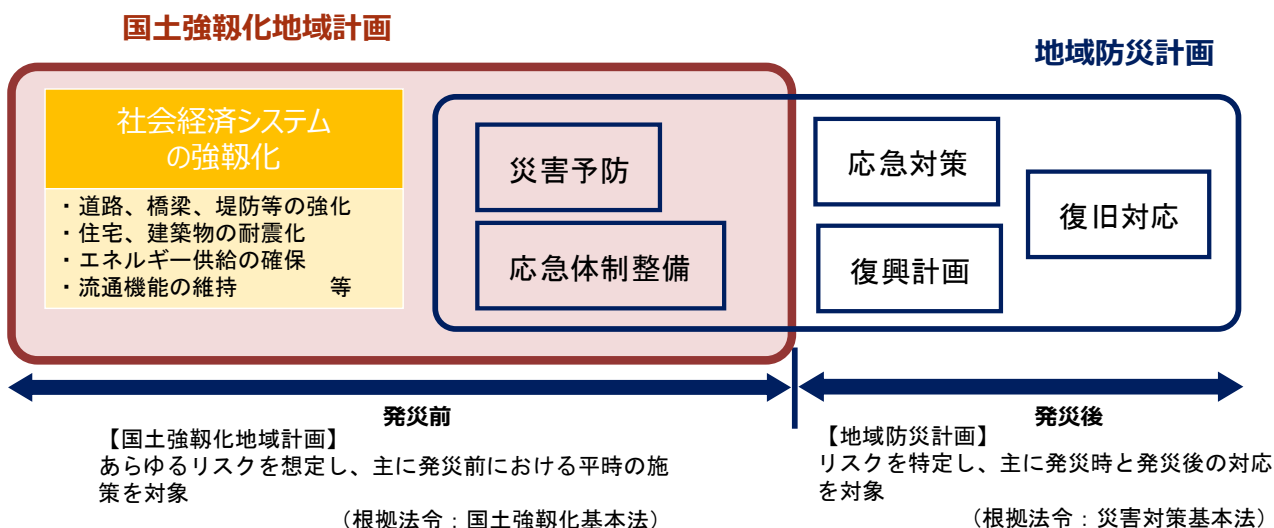 国土強靱化地域計画
地域防災計画
社会経済システム
の強靱化
・道路、橋梁、堤防等の強化
・住宅、建築物の耐震化
・エネルギー供給の確保
・流通機能の維持　　　　等
災害予防
応急体制整備
応急対策
復興計画
復旧対応
発災前
発災後
【国土強靱化地域計画】
あらゆるリスクを想定し、主に発災前における平時の施
策を対象
（根拠法令：国土強靱化基本法）
【地域防災計画】
リスクを特定し、主に発災時と発災後の対応
を対象
（根拠法令：災害対策基本法）